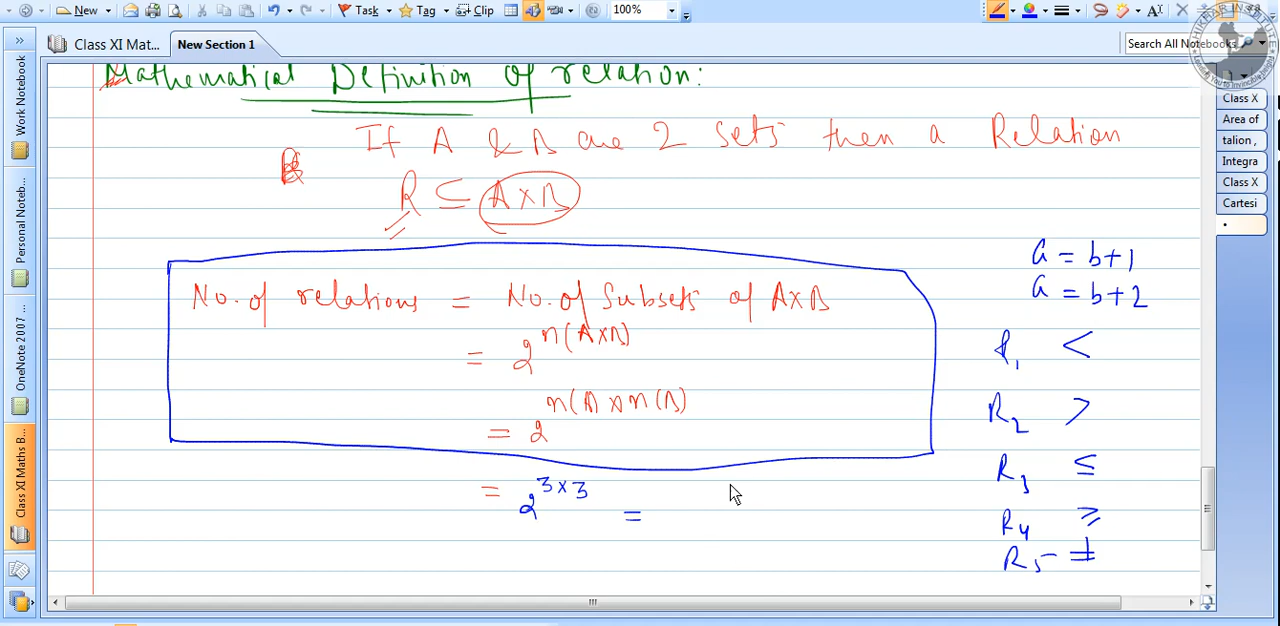 New Task Tag Clip 100%
Class XI Mat... New Section 1 Search All Notebooks
Work Notebook
Personal Noteb...
OneNote 2007 ...
Class XI Maths B...
Class X
Area of
talion ,
Integra
Class X
Cartesi
Mathematical Definition Of relation:
If A & B are 2 sets then a Relation
R ⊆ A×B
No. of relations = No. of Subsets of A×B
= 2^n(A×B)
= 2^n(A×n(B)
= 2^3×3 =
a = b+1
a = b+2
R1 <
R2 >
R3 ≤
R4 ≥
R5 ≠